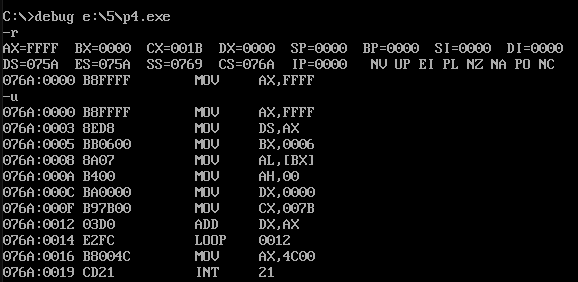 C:\>debug e:\5\p4.exe
-r
AX=FFFF  BX=0000  CX=001B  DX=0000  SP=0000  BP=0000  SI=0000  DI=0000
DS=075A  ES=075A  SS=0769  CS=076A  IP=0000   NV UP EI PL NZ NA PO NC
076A:0000 B8FFFF        MOV     AX,FFFF
-u
076A:0000 B8FFFF        MOV     AX,FFFF
076A:0003 8ED8          MOV     DS,AX
076A:0005 BB0600        MOV     BX,0006
076A:0008 8A07          MOV     AL,[BX]
076A:000A B400          MOV     AH,00
076A:000C BA0000        MOV     DX,0000
076A:000F B97B00        MOV     CX,007B
076A:0012 03D0          ADD     DX,AX
076A:0014 E2FC          LOOP    0012
076A:0016 B8004C        MOV     AX,4C00
076A:0019 CD21          INT     21